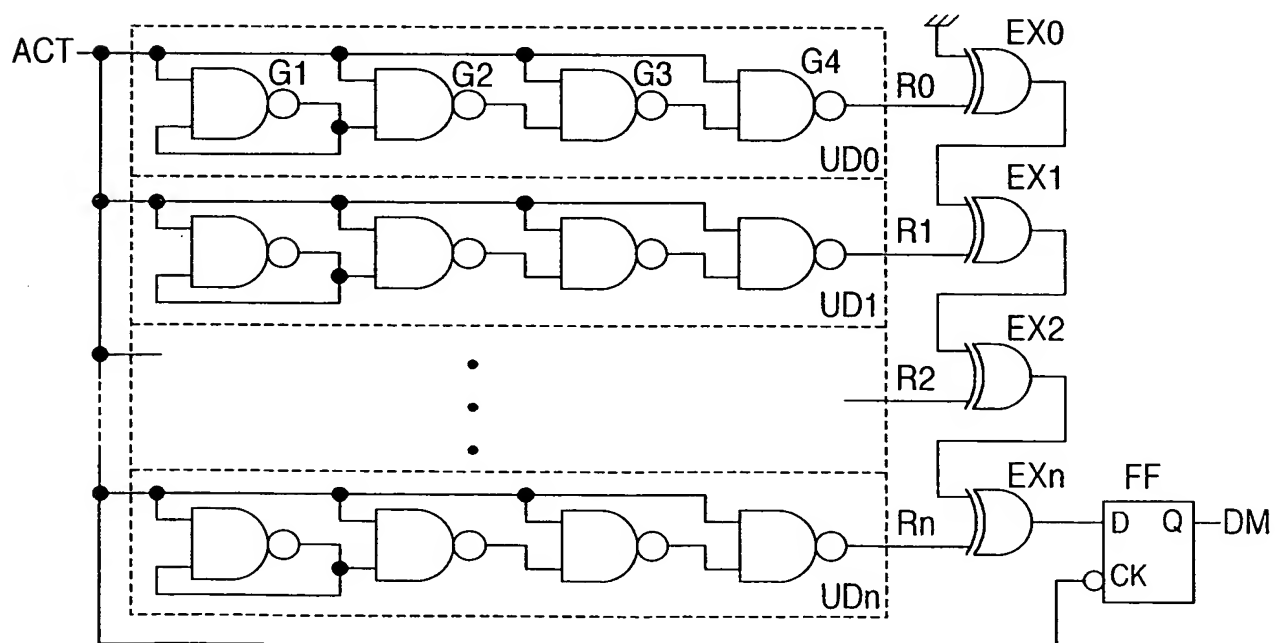 ACT
G1
G2
G3
G4
R0
EX0
UD0
R1
EX1
UD1
R2
EX2
Rn
EXn
UDn
FF
D Q
CK
DM